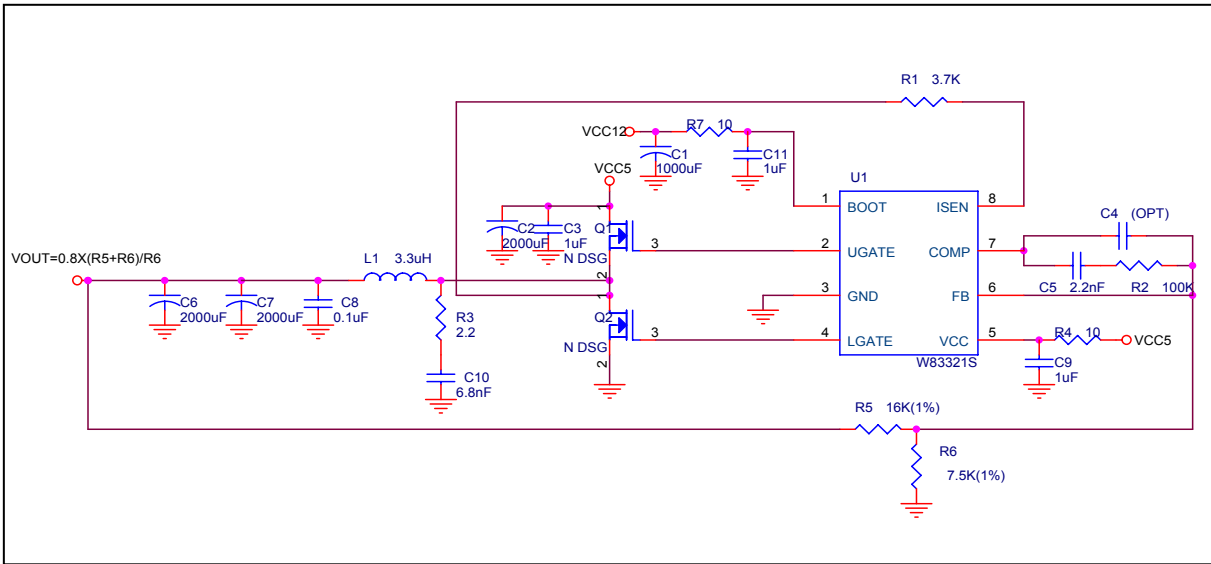 R1 3.7K
VCC12
R7 10
C1
1000uF
C11
1uF
VCC5
U1
1
BOOT
ISEN
8
C2
2000uF
C3
1uF
1
Q1
3
2
UGATE
COMP
7
C4 (OPT)
N DSG
2
VOUT=0.8X(R5+R6)/R6
L1 3.3uH
C5 2.2nF
R2 100K
3
GND
FB
6
C6
2000uF
C7
2000uF
C8
0.1uF
R3
2.2
1
Q2
3
4
LGATE
VCC
5
R4 10
VCC5
N DSG
2
W83321S
C9
1uF
C10
6.8nF
R5 16K(1%)
R6
7.5K(1%)